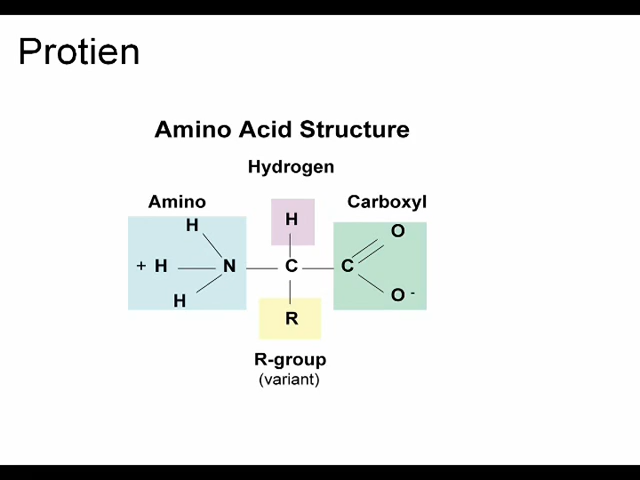 Protien
Amino Acid Structure
Hydrogen
Amino
Carboxyl
H
H
O
+ H
N
C
C
H
O -
R
R-group
(variant)